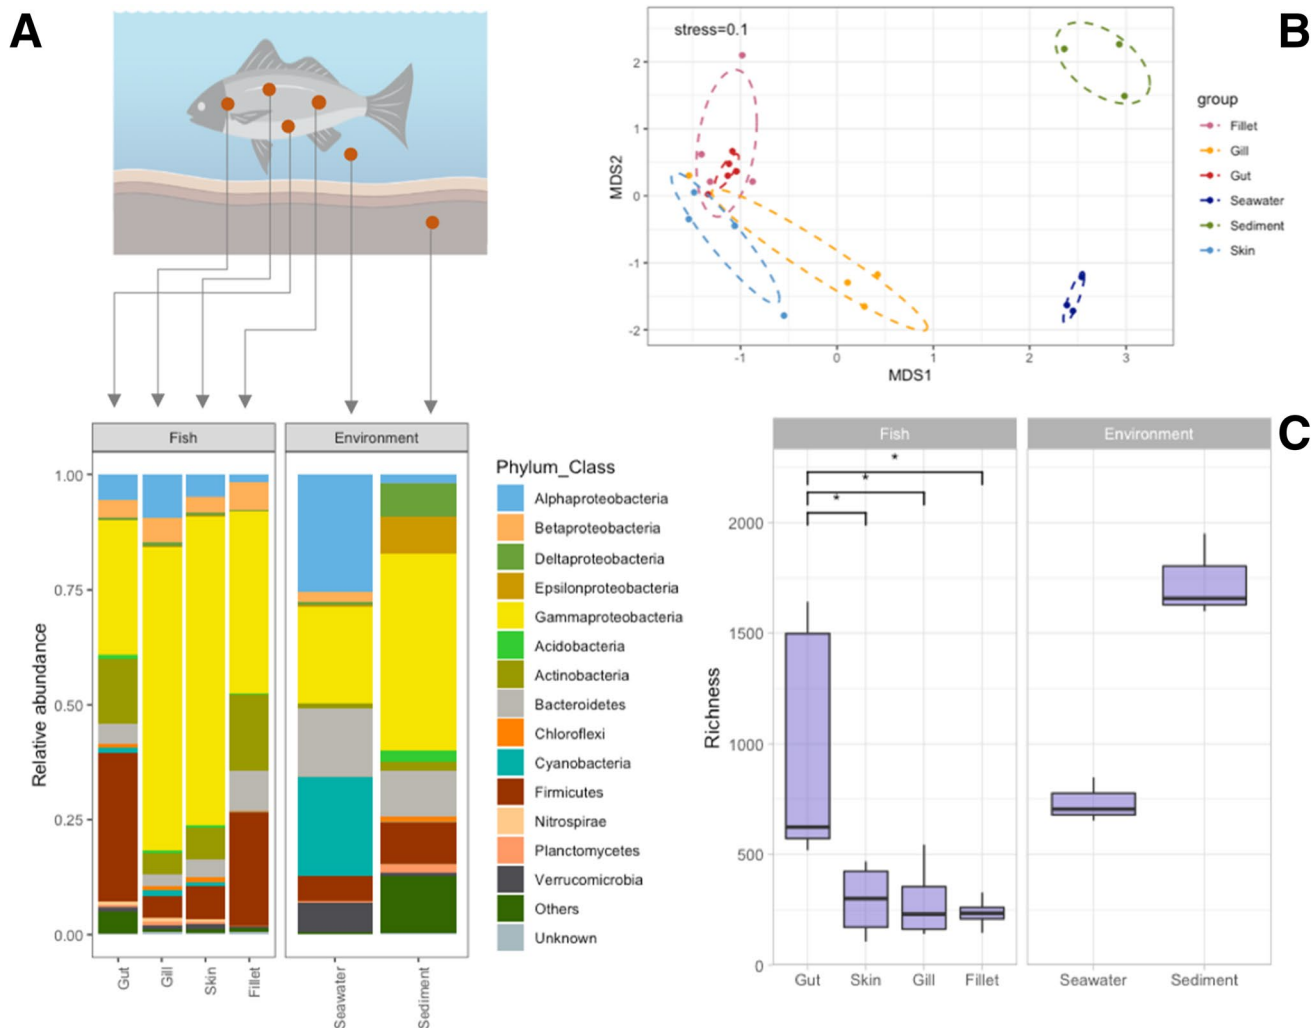 A
B
stress=0.1
2
1
0
-1
-2
MDS2
-1
0
1
2
3
MDS1
group
Fillet
Gill
Gut
Seawater
Sediment
Skin
Fish
Environment
1.00
0.75
0.50
0.25
0.00
Relative abundance
Gut
Gill
Skin
Fillet
Seawater
Sediment
Phylum_Class
Alphaproteobacteria
Betaproteobacteria
Deltaproteobacteria
Epsilonproteobacteria
Gammaproteobacteria
Acidobacteria
Actinobacteria
Bacteroidetes
Chloroflexi
Cyanobacteria
Firmicutes
Nitrospirae
Planctomycetes
Verrucomicrobia
Others
Unknown
C
Fish
Environment
*
*
*
2000
1500
1000
500
0
Richness
Gut
Skin
Gill
Fillet
Seawater
Sediment